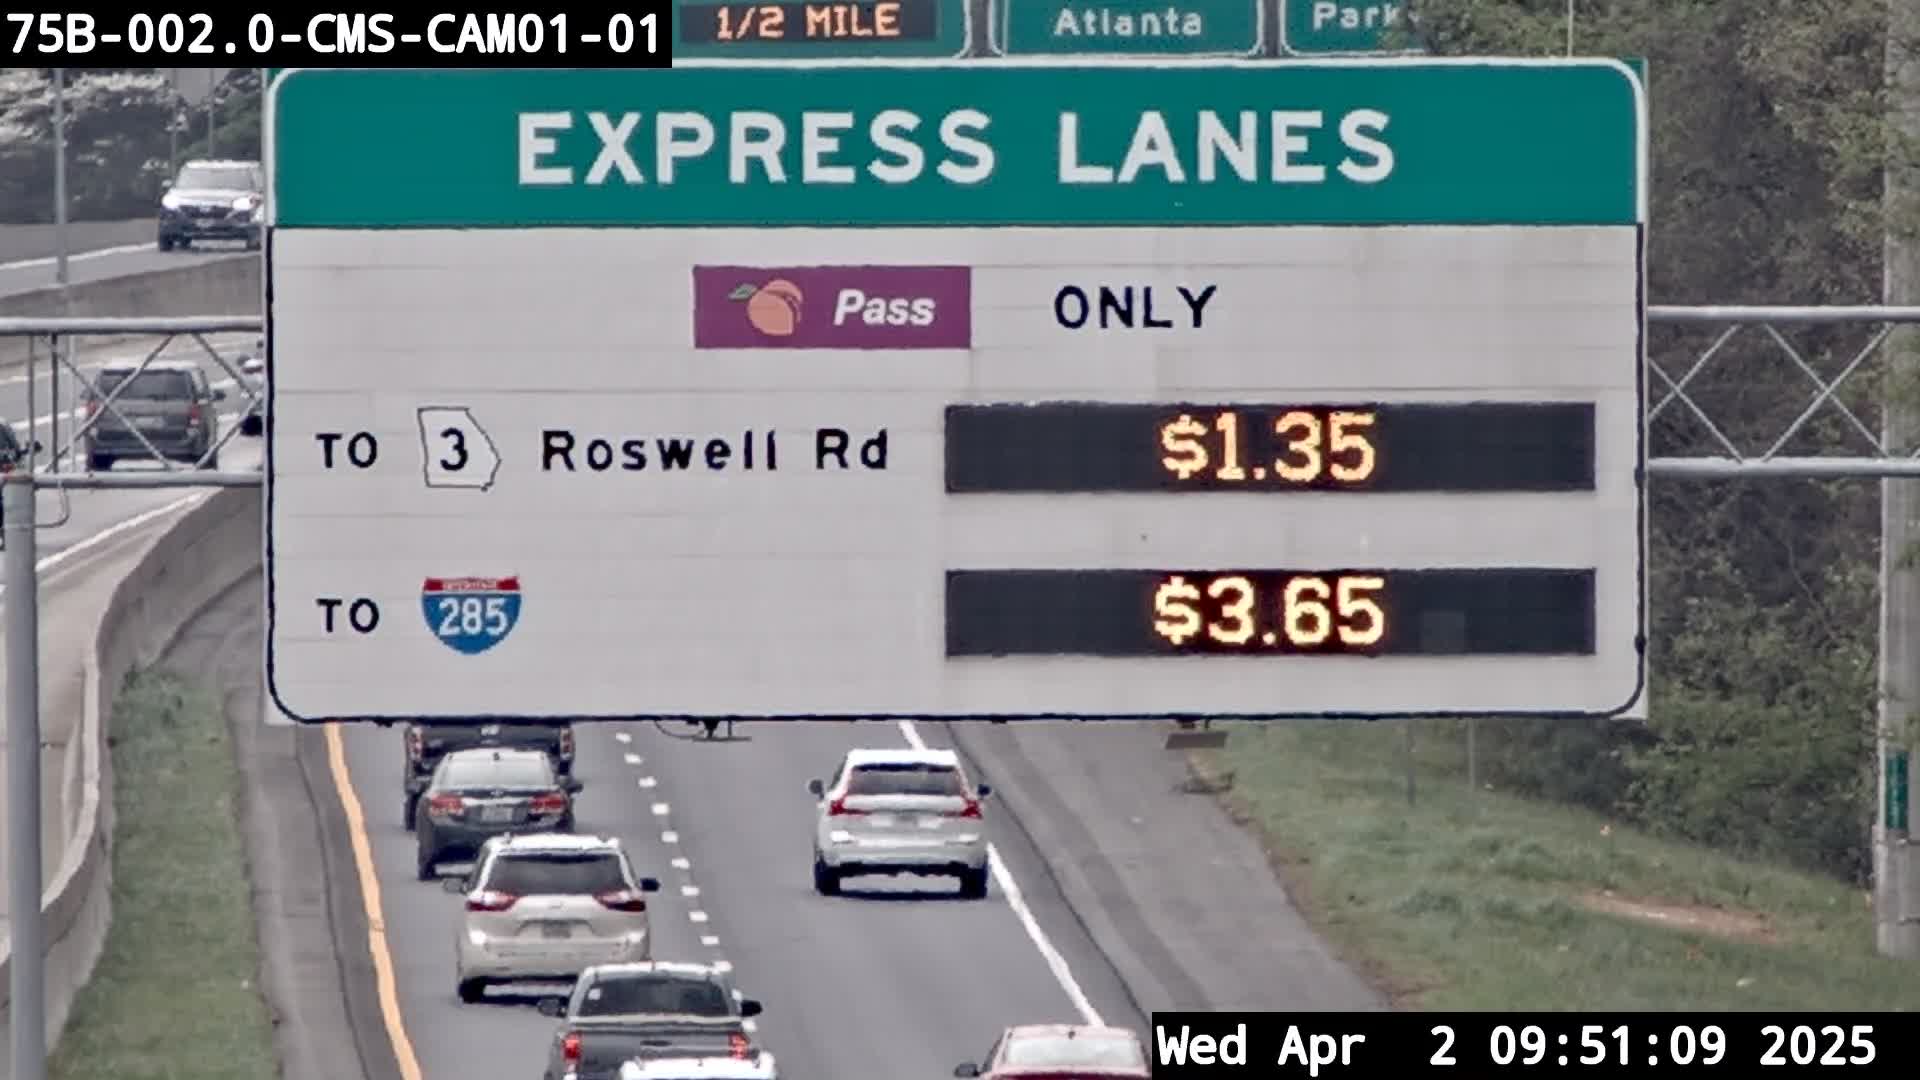 75B-002.0-CMS-CAM01-01
1/2 MILE
Atlanta
Park
EXPRESS LANES
Pass ONLY
TO 3 Roswell Rd $1.35
TO 285 $3.65
Wed Apr 2 09:51:09 2025